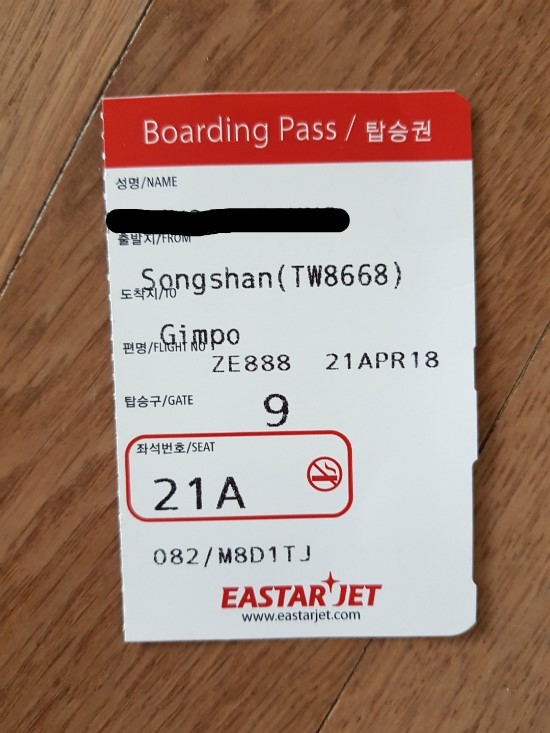 Boarding Pass / 탑승권
성명/NAME
출발지/FROM
Songshan(TW8668)
도착지/TO
Gimpo
편명/FLIGHT NO
ZE888 21APR18
탑승구/GATE
9
좌석번호/SEAT
21A
082/M8D1TJ
EASTAR JET
www.eastarjet.com